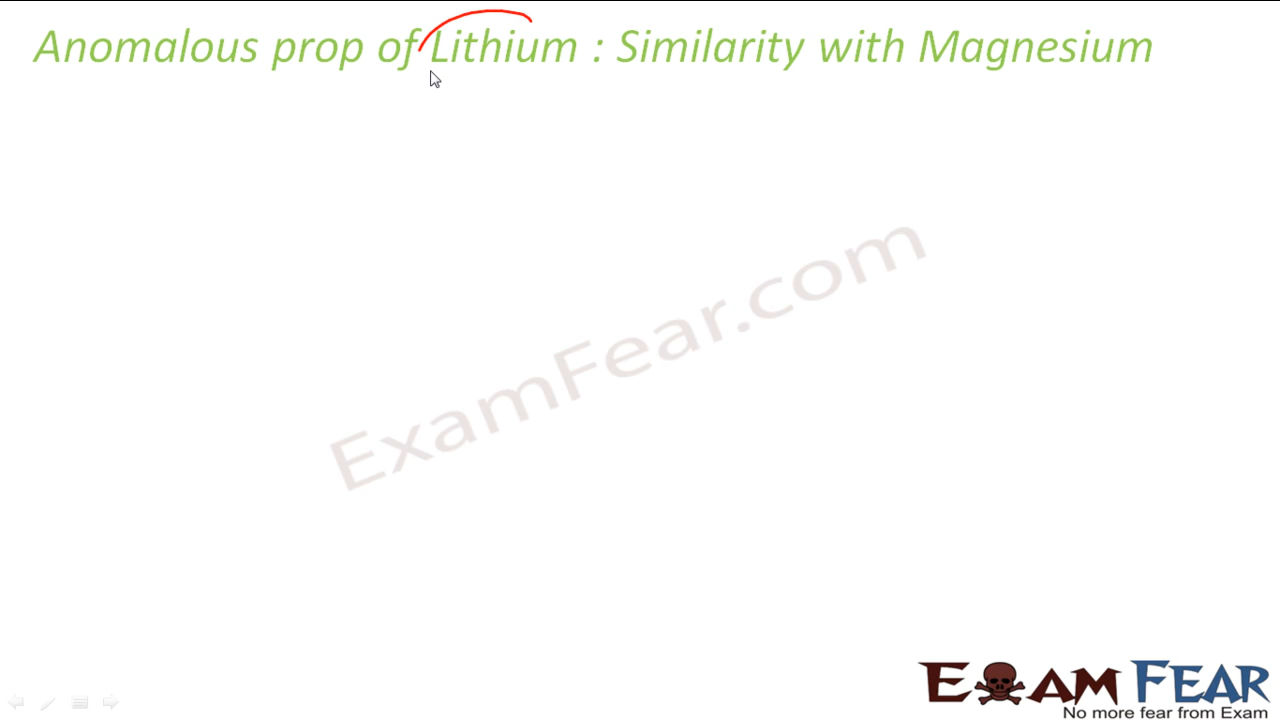 Anomalous prop of Lithium : Similarity with Magnesium
ExamFear.com
EXAM FEAR
No more fear from Exam